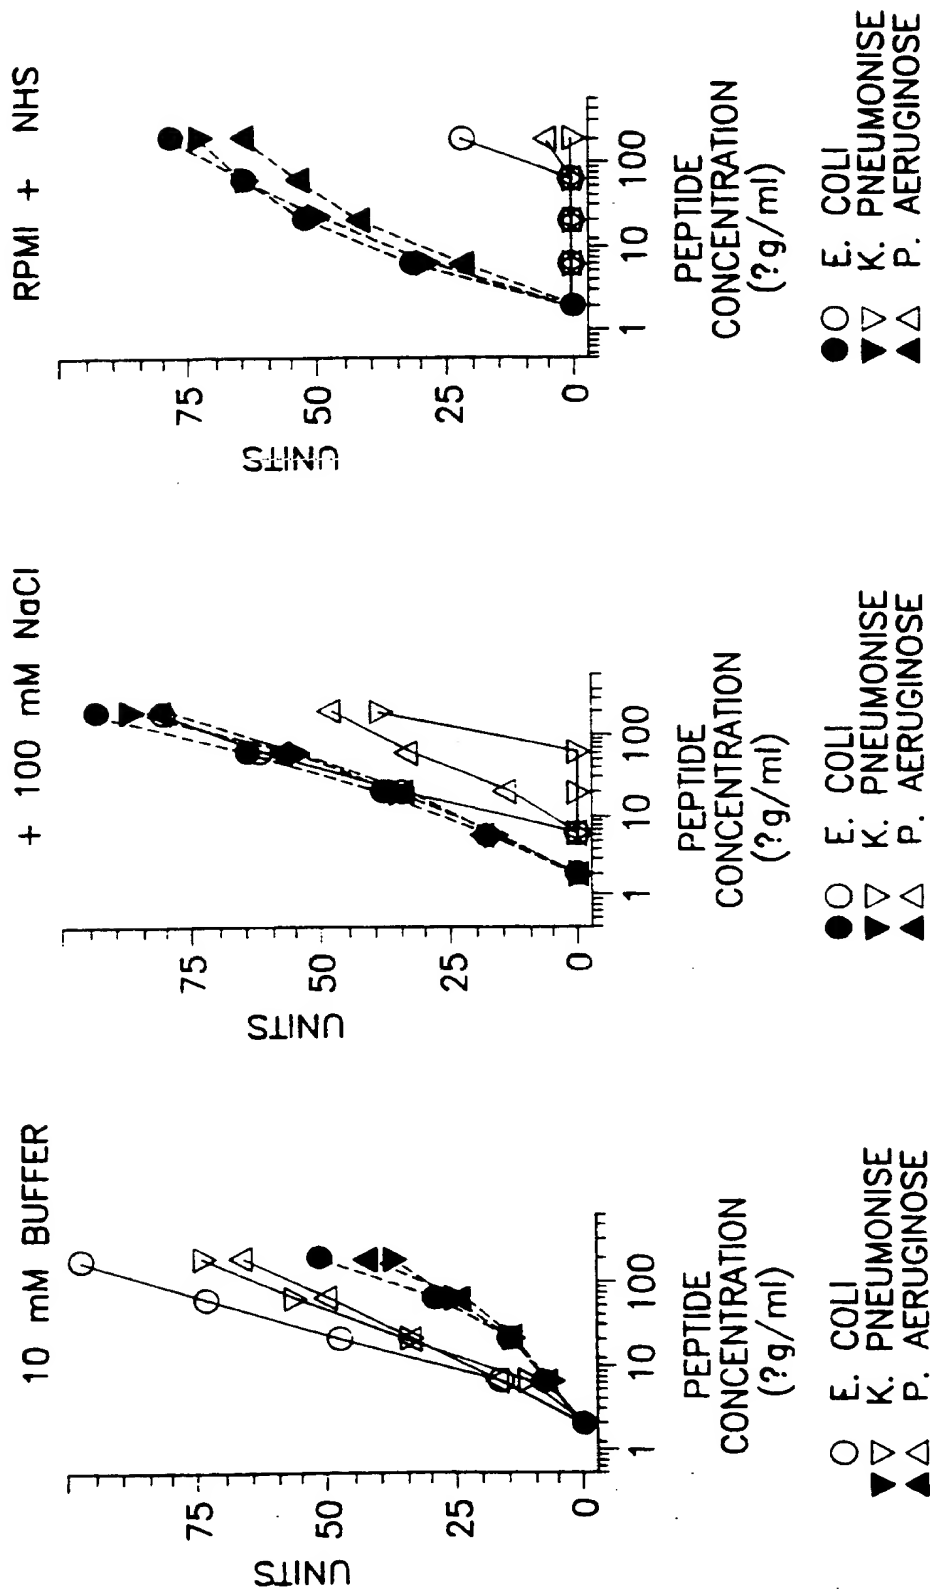 10 mM BUFFER
UNITS
75
50
25
0
1
10
100
PEPTIDE
CONCENTRATION
(?g/ml)
E. COLI
K. PNEUMONISE
P. AERUGINOSE
+ 100 mM NaCl
UNITS
75
50
25
0
1
10
100
PEPTIDE
CONCENTRATION
(?g/ml)
E. COLI
K. PNEUMONISE
P. AERUGINOSE
RPMI + NHS
UNITS
75
50
25
0
1
10
100
PEPTIDE
CONCENTRATION
(?g/ml)
E. COLI
K. PNEUMONISE
P. AERUGINOSE